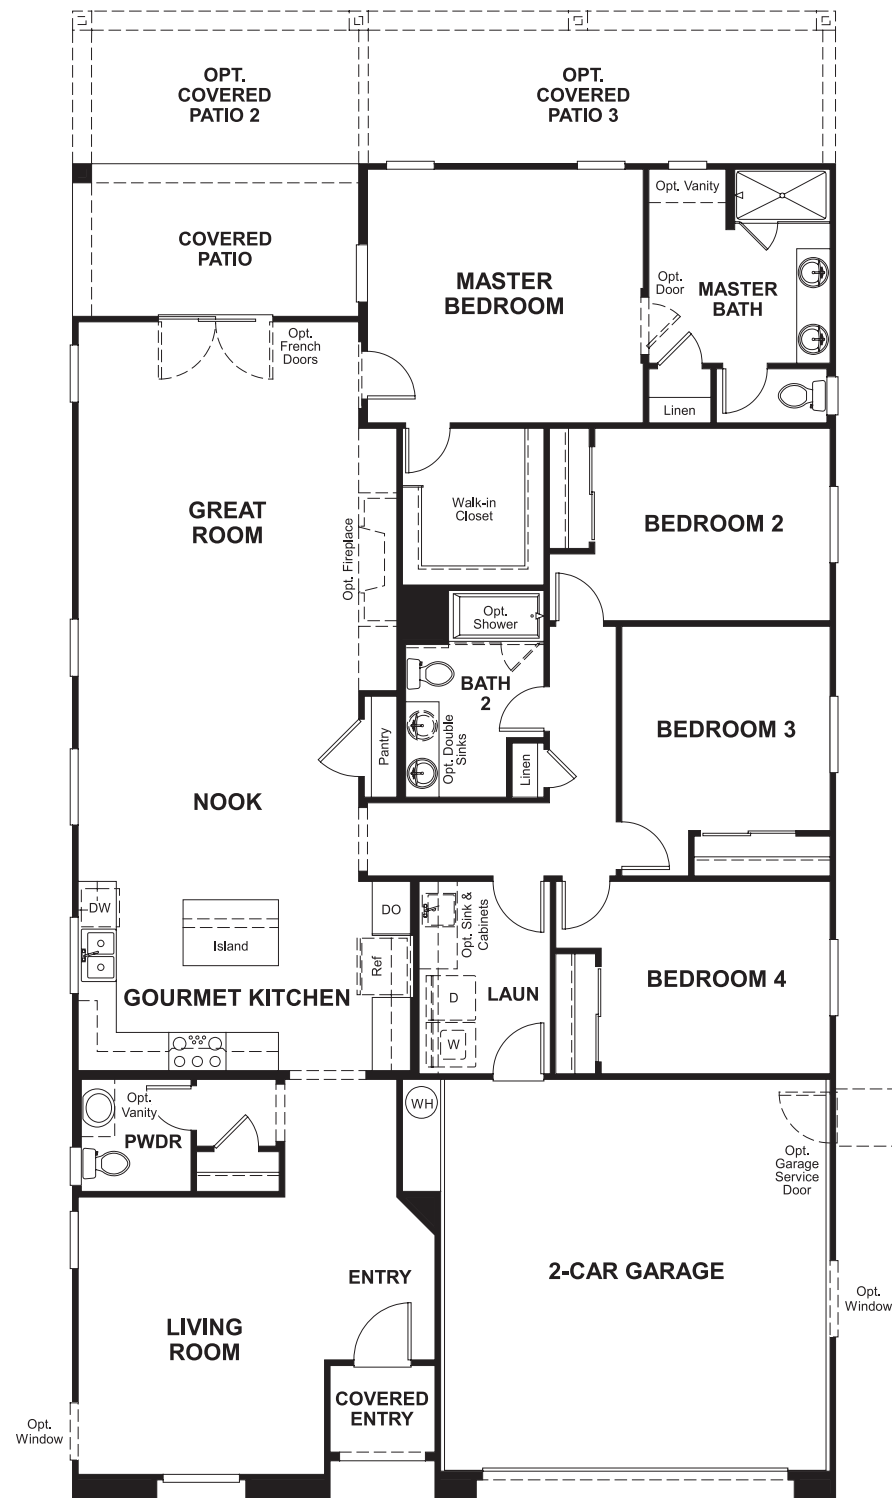 OPT.
COVERED
PATIO 2
OPT.
COVERED
PATIO 3
COVERED
PATIO
MASTER
BEDROOM
Opt. Vanity
Opt.
Door
MASTER
BATH
Opt.
French
Doors
Linen
GREAT
ROOM
Opt. Fireplace
Walk-in
Closet
BEDROOM 2
Opt.
Shower
BATH
2
Opt. Double
Sinks
Linen
Pantry
BEDROOM 3
NOOK
DW
Island
DO
Ref
GOURMET KITCHEN
Opt. Sink &
Cabinets
D
W
LAUN
BEDROOM 4
Opt.
Vanity
PWDR
WH
Opt.
Garage
Service
Door
2-CAR GARAGE
ENTRY
LIVING
ROOM
Opt.
Window
COVERED
ENTRY
Opt.
Window